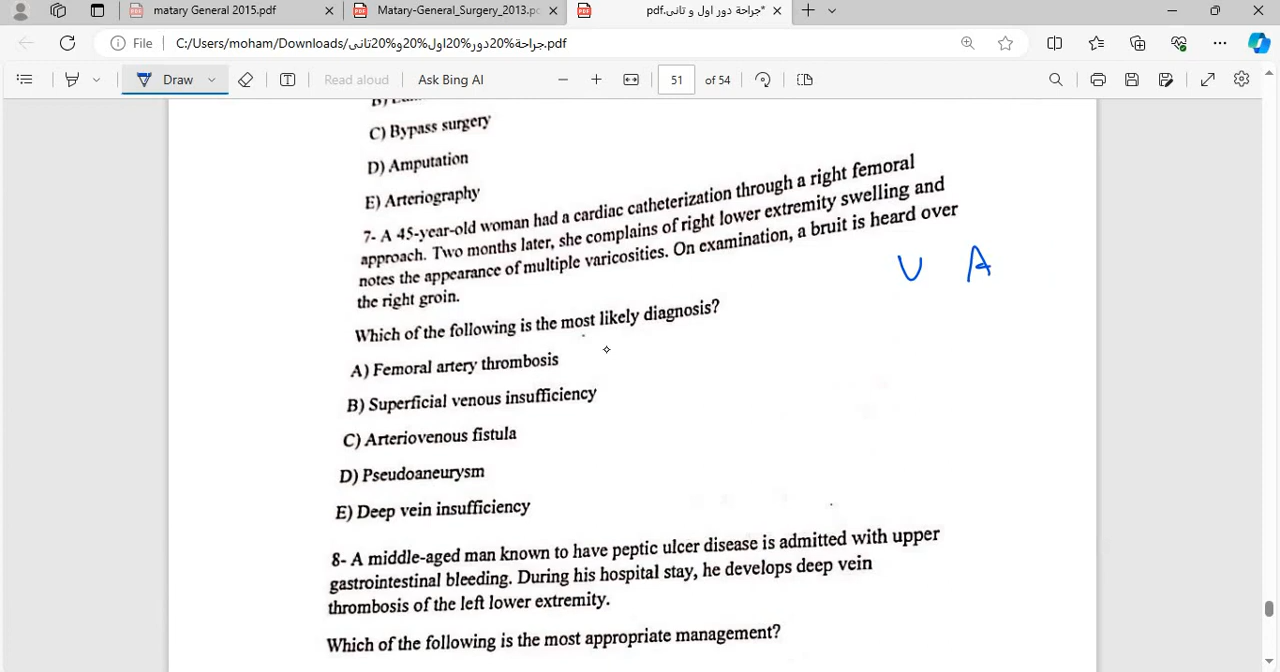 matary General 2015.pdf
Matary-General_Surgery_2013.pc
*جراحة دور اول و تانى.pdf
File
C:/Users/moham/Downloads/جراحة%20دور%20اول%20و%20تانى.pdf
Draw
Read aloud
Ask Bing AI
51
of 54
C) Bypass surgery
D) Amputation
E) Arteriography
7- A 45-year-old woman had a cardiac catheterization through a right femoral
approach. Two months later, she complains of right lower extremity swelling and
notes the appearance of multiple varicosities. On examination, a bruit is heard over
the right groin.
V A
Which of the following is the most likely diagnosis?
A) Femoral artery thrombosis
B) Superficial venous insufficiency
C) Arteriovenous fistula
D) Pseudoaneurysm
E) Deep vein insufficiency
8- A middle-aged man known to have peptic ulcer disease is admitted with upper
gastrointestinal bleeding. During his hospital stay, he develops deep vein
thrombosis of the left lower extremity.
Which of the following is the most appropriate management?